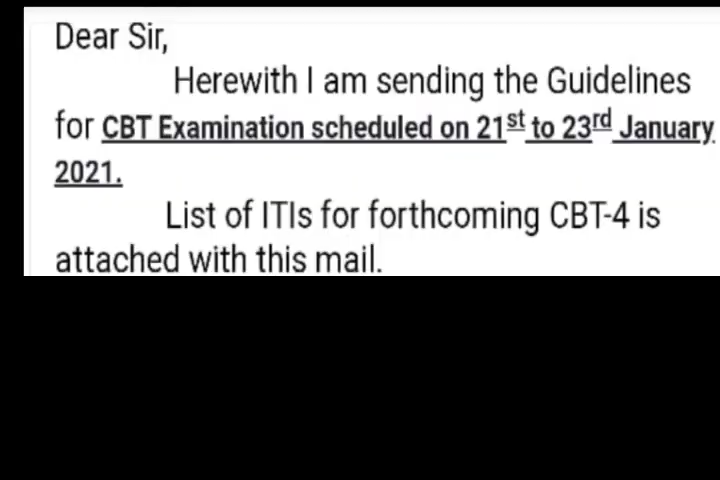 Dear Sir,
Herewith I am sending the Guidelines
for CBT Examination scheduled on 21st to 23rd January
2021.
List of ITIs for forthcoming CBT-4 is
attached with this mail.